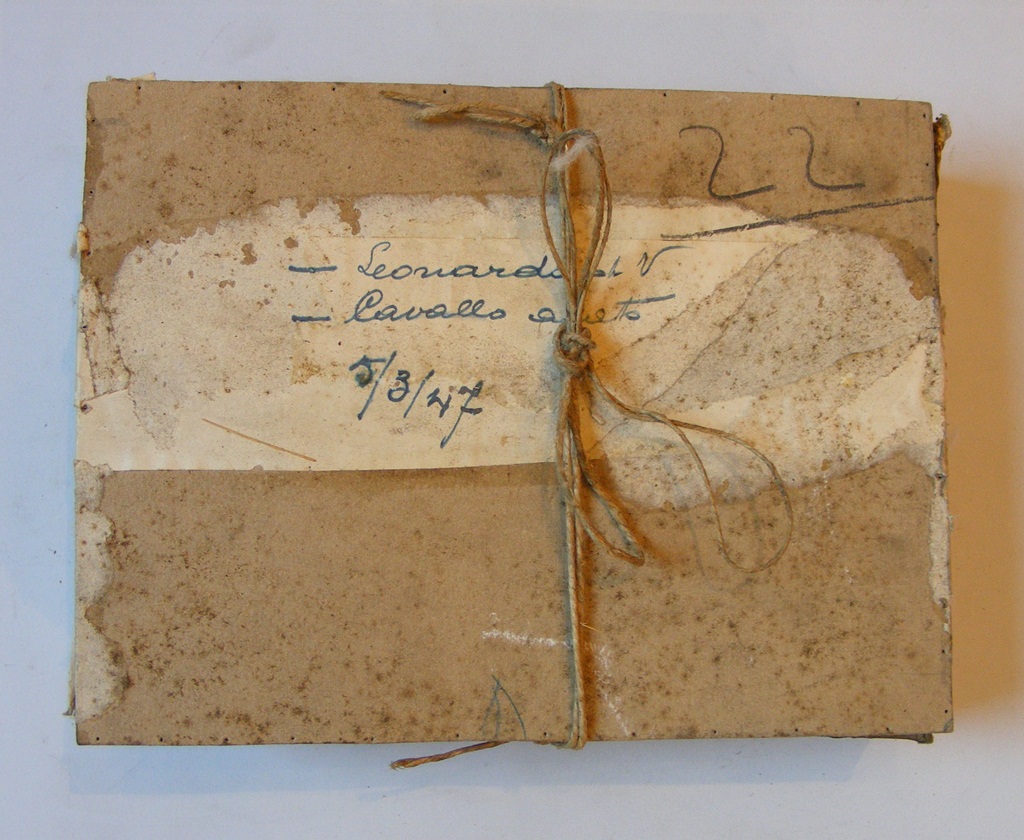 22
- Leonardo d V
- Cavallo
5/3/47